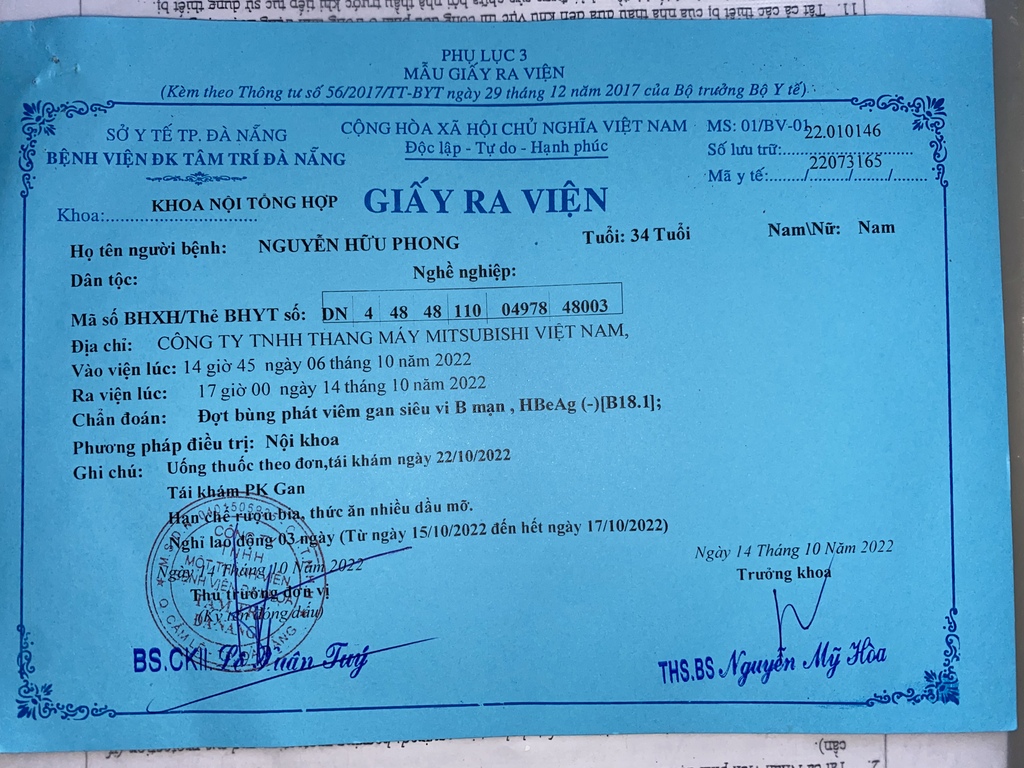 PHỤ LỤC 3
MẪU GIẤY RA VIỆN
(Kèm theo Thông tư số 56/2017/TT-BYT ngày 29 tháng 12 năm 2017 của Bộ trưởng Bộ Y tế)
SỞ Y TẾ TP. ĐÀ NẴNG CỘNG HÒA XÃ HỘI CHỦ NGHĨA VIỆT NAM MS: 01/BV-01 22.010146
BỆNH VIỆN ĐK TÂM TRÍ ĐÀ NẴNG Độc lập - Tự do - Hạnh phúc Số lưu trữ: 22073165
Mã y tế:....../........./........./........
Khoa: KHOA NỘI TỔNG HỢP GIẤY RA VIỆN
Họ tên người bệnh: NGUYỄN HỮU PHONG Tuổi: 34 Tuổi Nam\Nữ: Nam
Dân tộc: Nghề nghiệp:
Mã số BHXH/Thẻ BHYT số: DN 4 48 48 110 04978 48003
Địa chỉ: CÔNG TY TNHH THANG MÁY MITSUBISHI VIỆT NAM,
Vào viện lúc: 14 giờ 45 ngày 06 tháng 10 năm 2022
Ra viện lúc: 17 giờ 00 ngày 14 tháng 10 năm 2022
Chẩn đoán: Đợt bùng phát viêm gan siêu vi B mạn , HBeAg (-)[B18.1];
Phương pháp điều trị: Nội khoa
Ghi chú: Uống thuốc theo đơn,tái khám ngày 22/10/2022
Tái khám PK Gan
Hạn chế rượu bia, thức ăn nhiều dầu mỡ.
Nghỉ lao động 03 ngày (Từ ngày 15/10/2022 đến hết ngày 17/10/2022)
Ngày 14 Tháng 10 Năm 2022 Ngày 14 Tháng 10 Năm 2022
Thủ trưởng đơn vị Trưởng khoa
BS.CKII THS.BS Nguyễn Mỹ Hòa